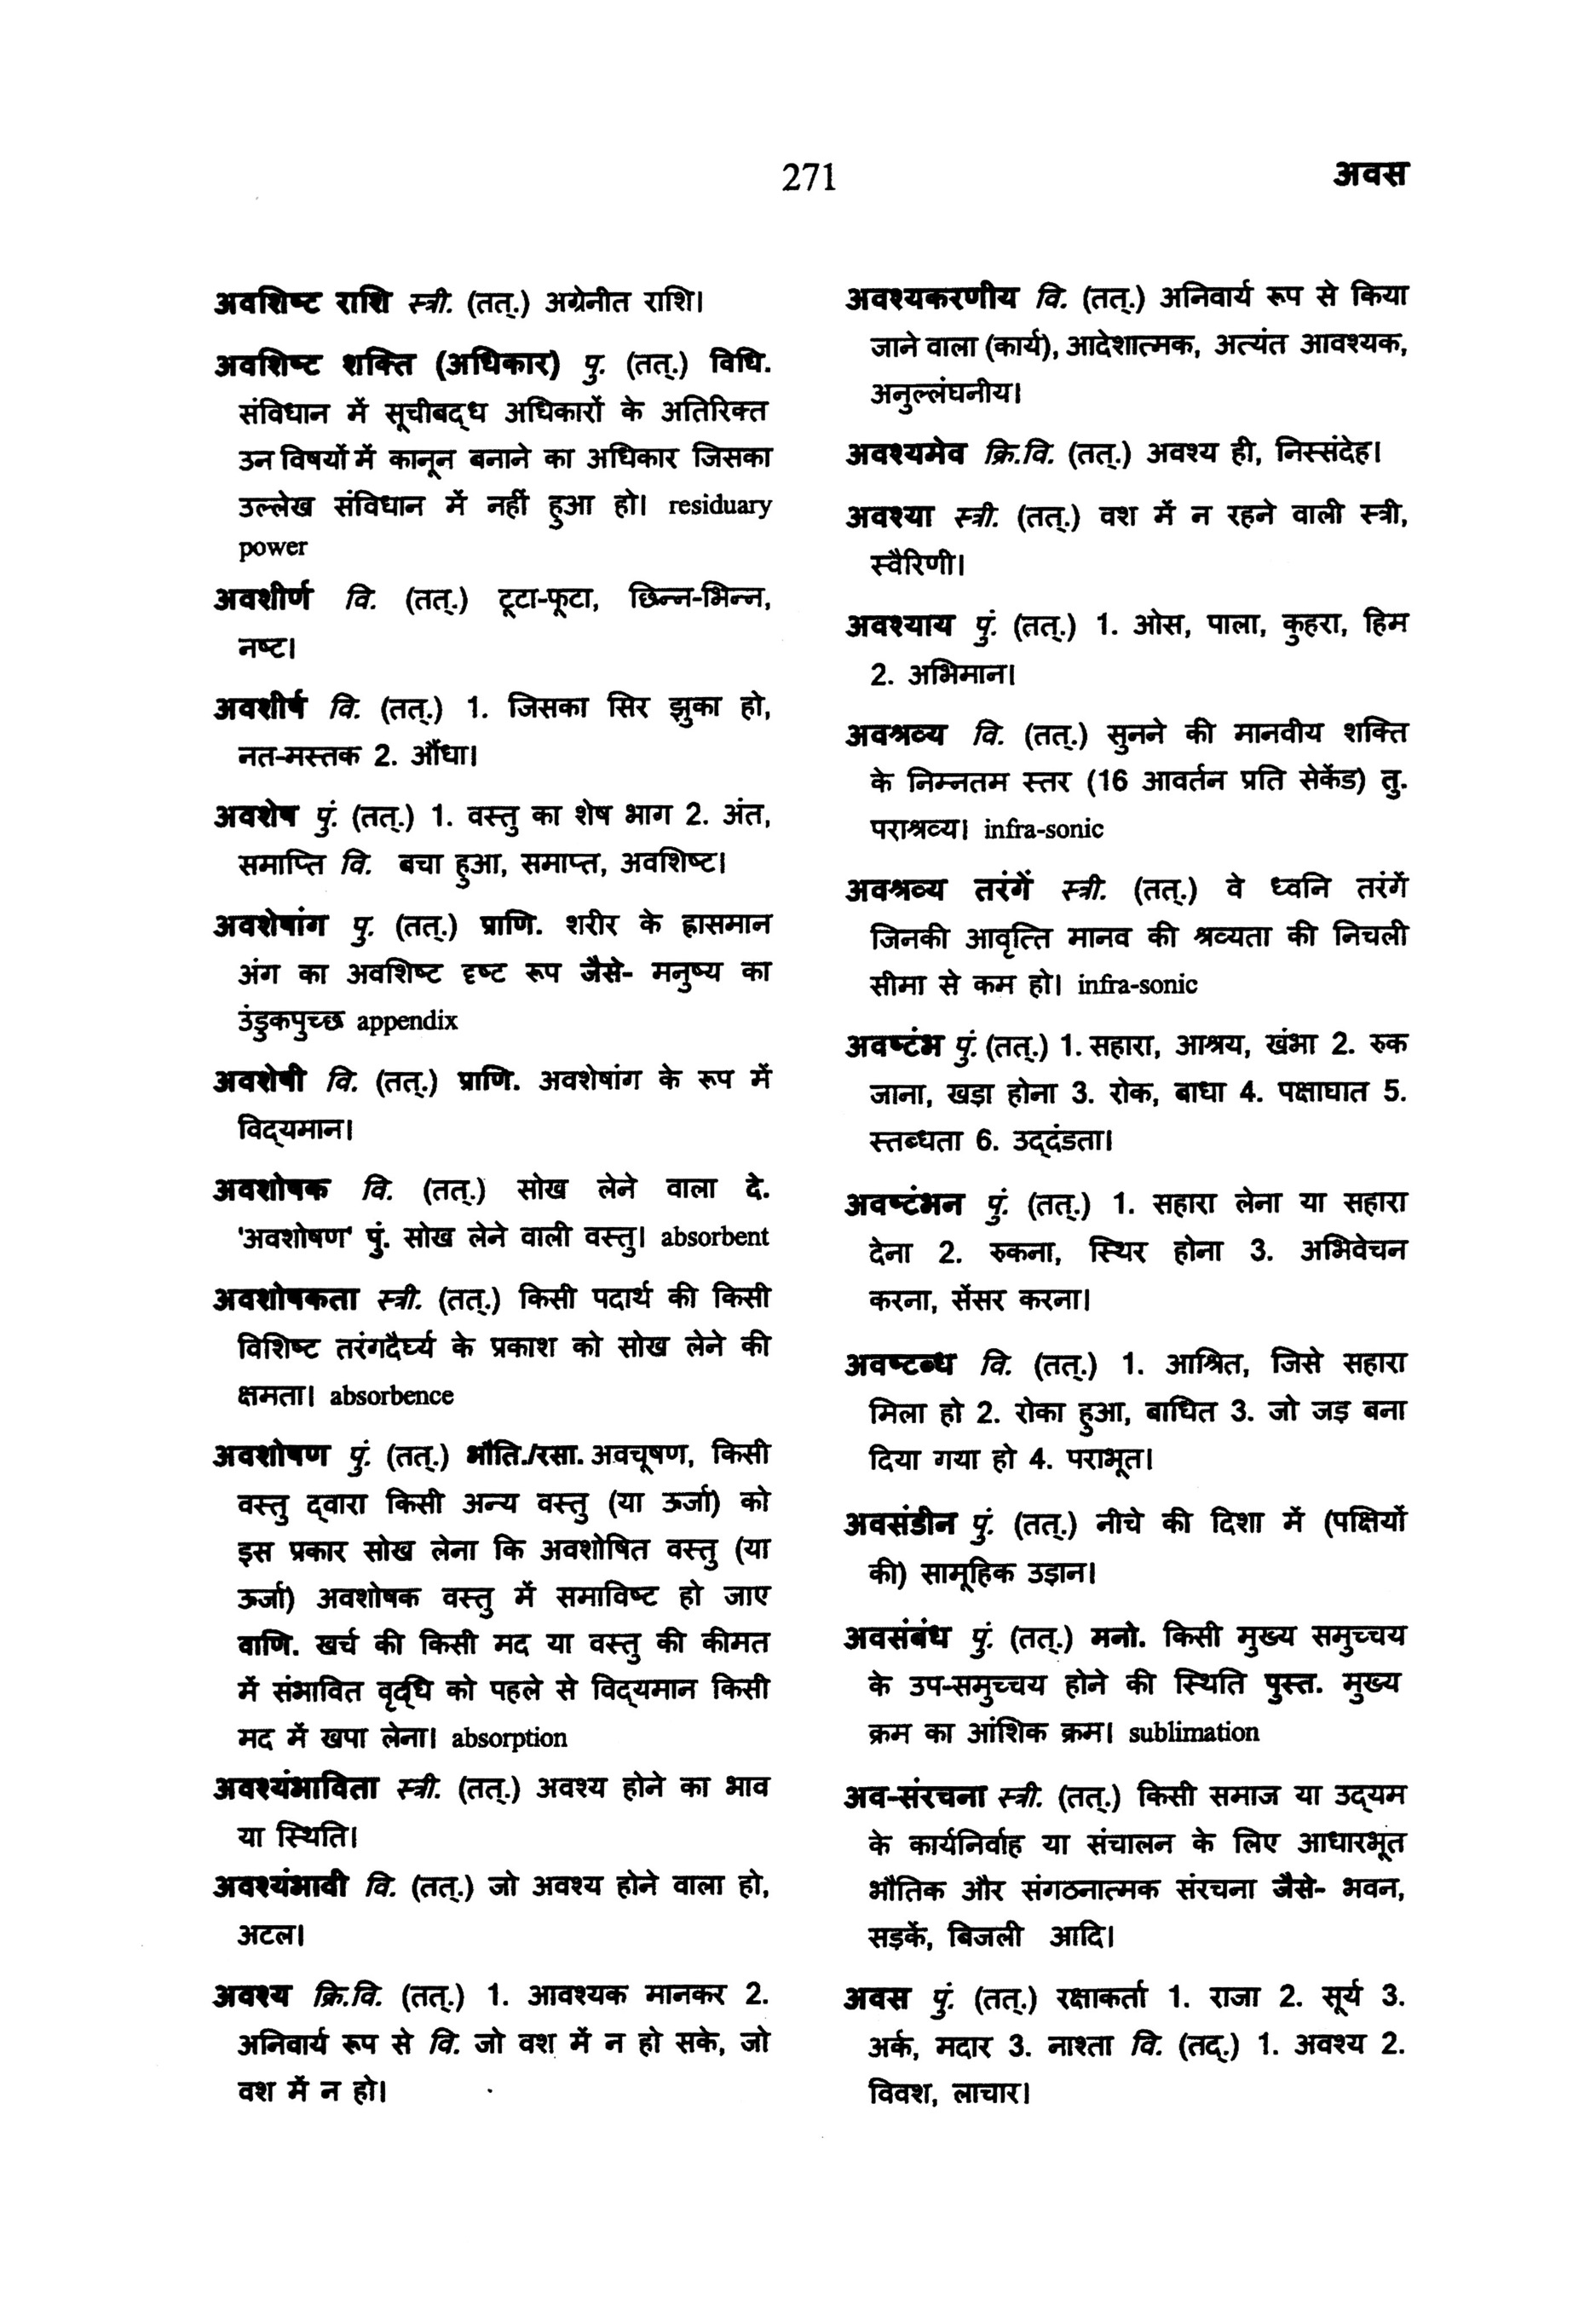 271
अवस
अवशिष्ट राशि स्त्री. (तत्.) अग्रेनीत राशि।
अवशिष्ट शक्ति (अधिकार) पु. (तत्.) विधि.
संविधान में सूचीबद्ध अधिकारों के अतिरिक्त
उन विषयों में कानून बनाने का अधिकार जिसका
उल्लेख संविधान में नहीं हुआ हो। residuary
power
अवशीर्ण वि. (तत्.) टूटा-फूटा, छिन्न-भिन्न,
नष्ट।
अवशीर्ष वि. (तत्.) 1. जिसका सिर झुका हो,
नत-मस्तक 2. औंधा।
अवशेष पुं. (तत्.) 1. वस्तु का शेष भाग 2. अंत,
समाप्ति वि. बचा हुआ, समाप्त, अवशिष्ट।
अवशेषांग पु. (तत्.) प्राणि. शरीर के ह्रासमान
अंग का अवशिष्ट दृष्ट रूप जैसे- मनुष्य का
उंडुकपुच्छ appendix
अवशेषी वि. (तत्.) प्राणि. अवशेषांग के रूप में
विद्यमान।
अवशोषक वि. (तत्.) सोख लेने वाला दे.
'अवशोषण' पुं. सोख लेने वाली वस्तु। absorbent
अवशोषकता स्त्री. (तत्.) किसी पदार्थ की किसी
विशिष्ट तरंगदैर्घ्य के प्रकाश को सोख लेने की
क्षमता। absorbence
अवशोषण पुं. (तत्.) भौति./रसा. अवचूषण, किसी
वस्तु द्वारा किसी अन्य वस्तु (या ऊर्जा) को
इस प्रकार सोख लेना कि अवशोषित वस्तु (या
ऊर्जा) अवशोषक वस्तु में समाविष्ट हो जाए
वाणि. खर्च की किसी मद या वस्तु की कीमत
में संभावित वृद्धि को पहले से विद्यमान किसी
मद में खपा लेना। absorption
अवश्यंभाविता स्त्री. (तत्.) अवश्य होने का भाव
या स्थिति।
अवश्यंभावी वि. (तत्.) जो अवश्य होने वाला हो,
अटल।
अवश्य क्रि.वि. (तत्.) 1. आवश्यक मानकर 2.
अनिवार्य रूप से वि. जो वश में न हो सके, जो
वश में न हो।
अवश्यकरणीय वि. (तत्.) अनिवार्य रूप से किया
जाने वाला (कार्य), आदेशात्मक, अत्यंत आवश्यक,
अनुल्लंघनीय।
अवश्यमेव क्रि.वि. (तत्.) अवश्य ही, निस्संदेह।
अवश्या स्त्री. (तत्.) वश में न रहने वाली स्त्री,
स्वैरिणी।
अवश्याय पुं. (तत्.) 1. ओस, पाला, कुहरा, हिम
2. अभिमान।
अवश्रव्य वि. (तत्.) सुनने की मानवीय शक्ति
के निम्नतम स्तर (16 आवर्तन प्रति सेकेंड) तु.
पराश्रव्य। infra-sonic
अवश्रव्य तरंगें स्त्री. (तत्.) वे ध्वनि तरंगें
जिनकी आवृत्ति मानव की श्रव्यता की निचली
सीमा से कम हो। infra-sonic
अवष्टंभ पुं. (तत्.) 1. सहारा, आश्रय, खंभा 2. रुक
जाना, खड़ा होना 3. रोक, बाधा 4. पक्षाघात 5.
स्तब्धता 6. उद्दंडता।
अवष्टंभन पुं. (तत्.) 1. सहारा लेना या सहारा
देना 2. रुकना, स्थिर होना 3. अभिवेचन
करना, सेंसर करना।
अवष्टब्ध वि. (तत्.) 1. आश्रित, जिसे सहारा
मिला हो 2. रोका हुआ, बाधित 3. जो जड़ बना
दिया गया हो 4. पराभूत।
अवसंडीन पुं. (तत्.) नीचे की दिशा में (पक्षियों
की) सामूहिक उड़ान।
अवसंबंध पुं. (तत्.) मनो. किसी मुख्य समुच्चय
के उप-समुच्चय होने की स्थिति पुस्त. मुख्य
क्रम का आंशिक क्रम। sublimation
अव-संरचना स्त्री. (तत्.) किसी समाज या उद्यम
के कार्यनिर्वाह या संचालन के लिए आधारभूत
भौतिक और संगठनात्मक संरचना जैसे- भवन,
सड़कें, बिजली आदि।
अवस पुं. (तत्.) रक्षाकर्ता 1. राजा 2. सूर्य 3.
अर्क, मदार 3. नाश्ता वि. (तद्.) 1. अवश्य 2.
विवश, लाचार।